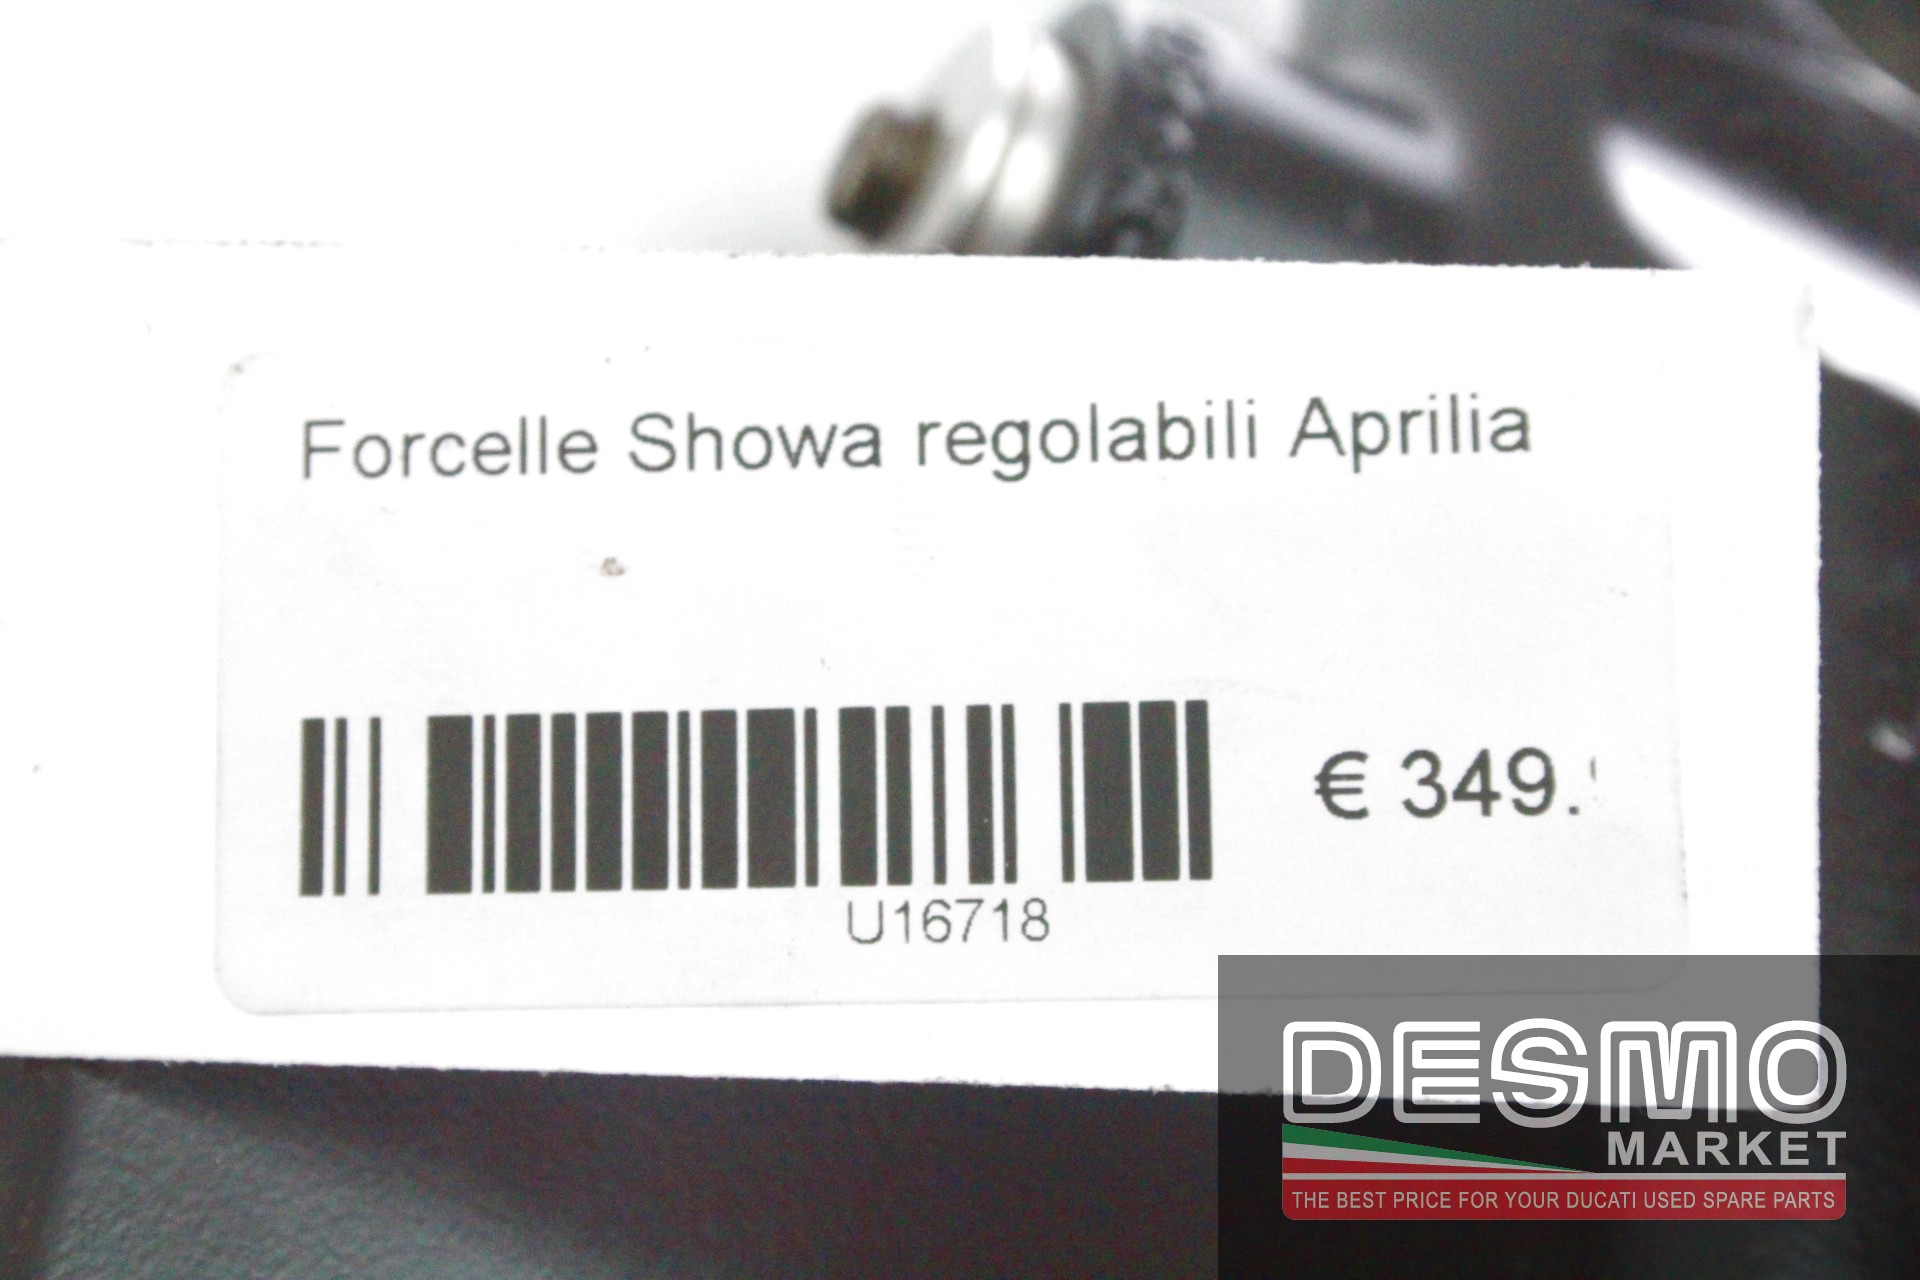 Forcelle Showa regolabili Aprilia
€ 349.
U16718
DESMO
MARKET
THE BEST PRICE FOR YOUR DUCATI USED SPARE PARTS